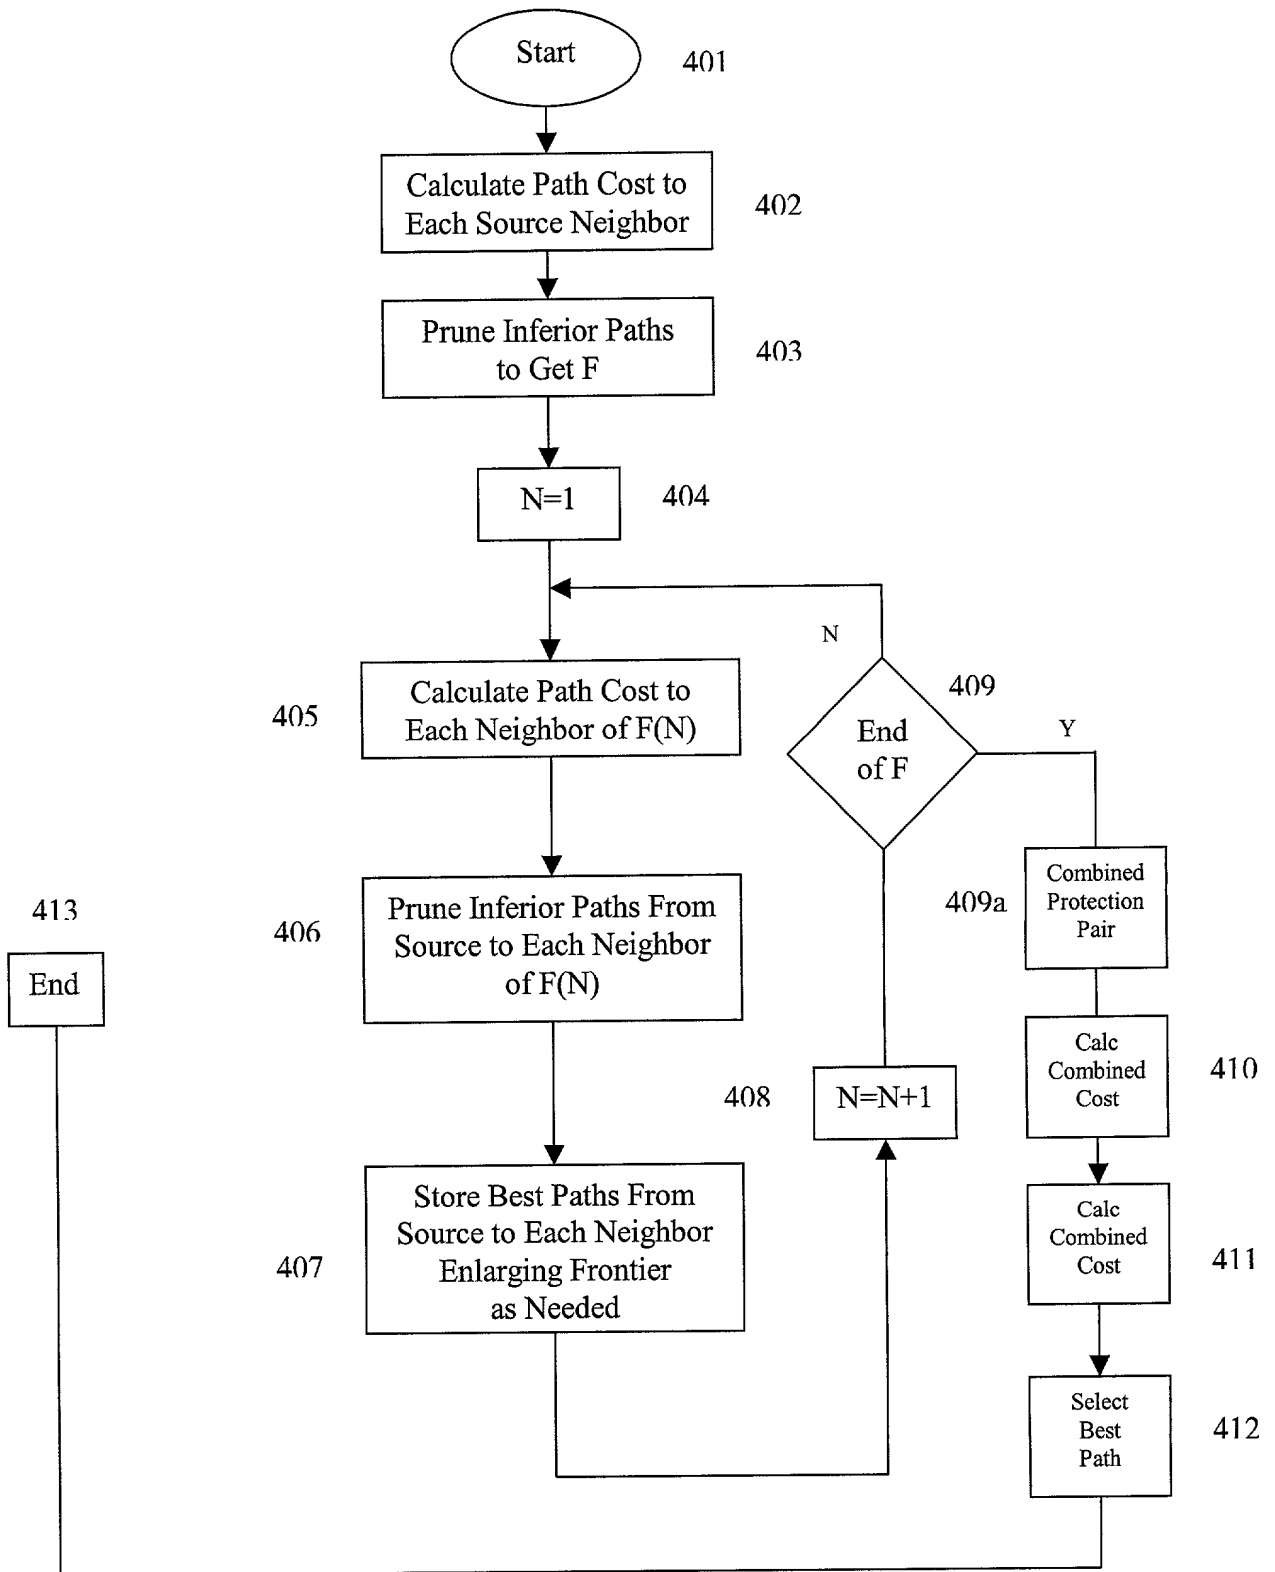 Start
401
Calculate Path Cost to
Each Source Neighbor
402
Prune Inferior Paths
to Get F
403
N=1
404
N
409
Calculate Path Cost to
Each Neighbor of F(N)
405
End
of F
Y
Combined
Protection
Pair
409a
Prune Inferior Paths From
Source to Each Neighbor
of F(N)
406
413
End
Calc
Combined
Cost
410
N=N+1
408
Store Best Paths From
Source to Each Neighbor
Enlarging Frontier
as Needed
407
Calc
Combined
Cost
411
Select
Best
Path
412